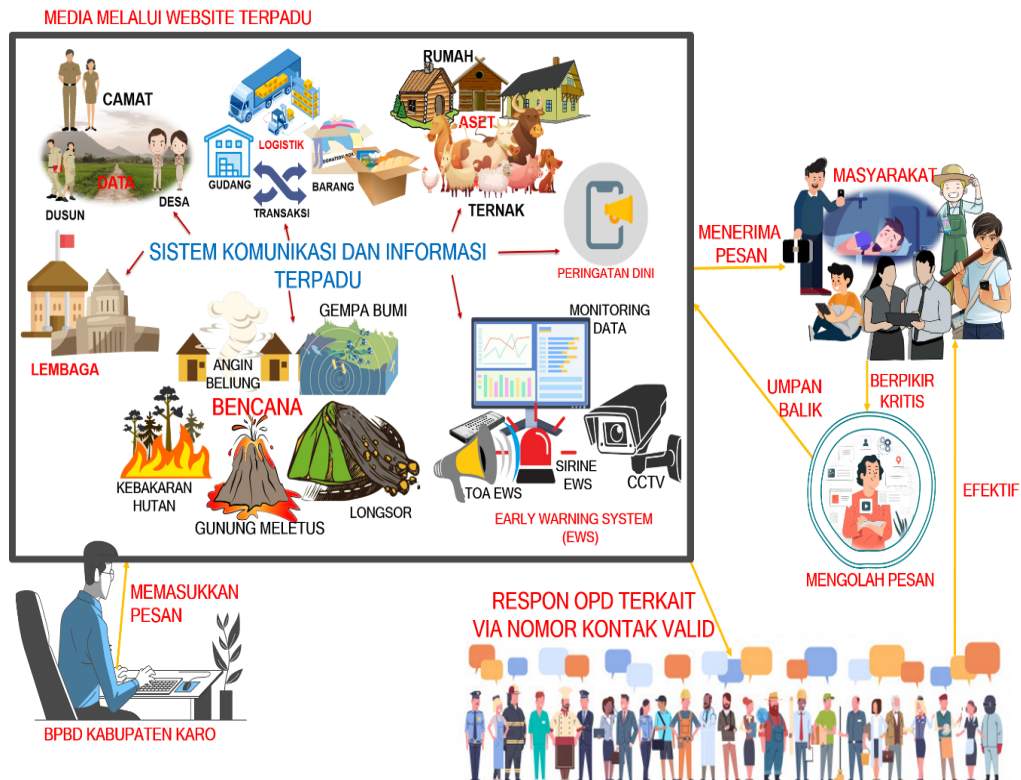 MEDIA MELALUI WEBSITE TERPADU
CAMAT
DATA
DUSUN
DESA
LOGISTIK
GUDANG
BARANG
DONATION BOX
TRANSAKSI
RUMAH
ASET
TERNAK
PERINGATAN DINI
SISTEM KOMUNIKASI DAN INFORMASI
TERPADU
LEMBAGA
GEMPA BUMI
ANGIN
BELIUNG
BENCANA
KEBAKARAN
HUTAN
GUNUNG MELETUS
LONGSOR
MONITORING
DATA
TOA EWS
SIRINE
EWS
CCTV
EARLY WARNING SYSTEM
(EWS)
MENERIMA
PESAN
MASYARAKAT
UMPAN
BALIK
BERPIKIR
KRITIS
MENGOLAH PESAN
EFEKTIF
MEMASUKKAN
PESAN
BPBD KABUPATEN KARO
RESPON OPD TERKAIT
VIA NOMOR KONTAK VALID